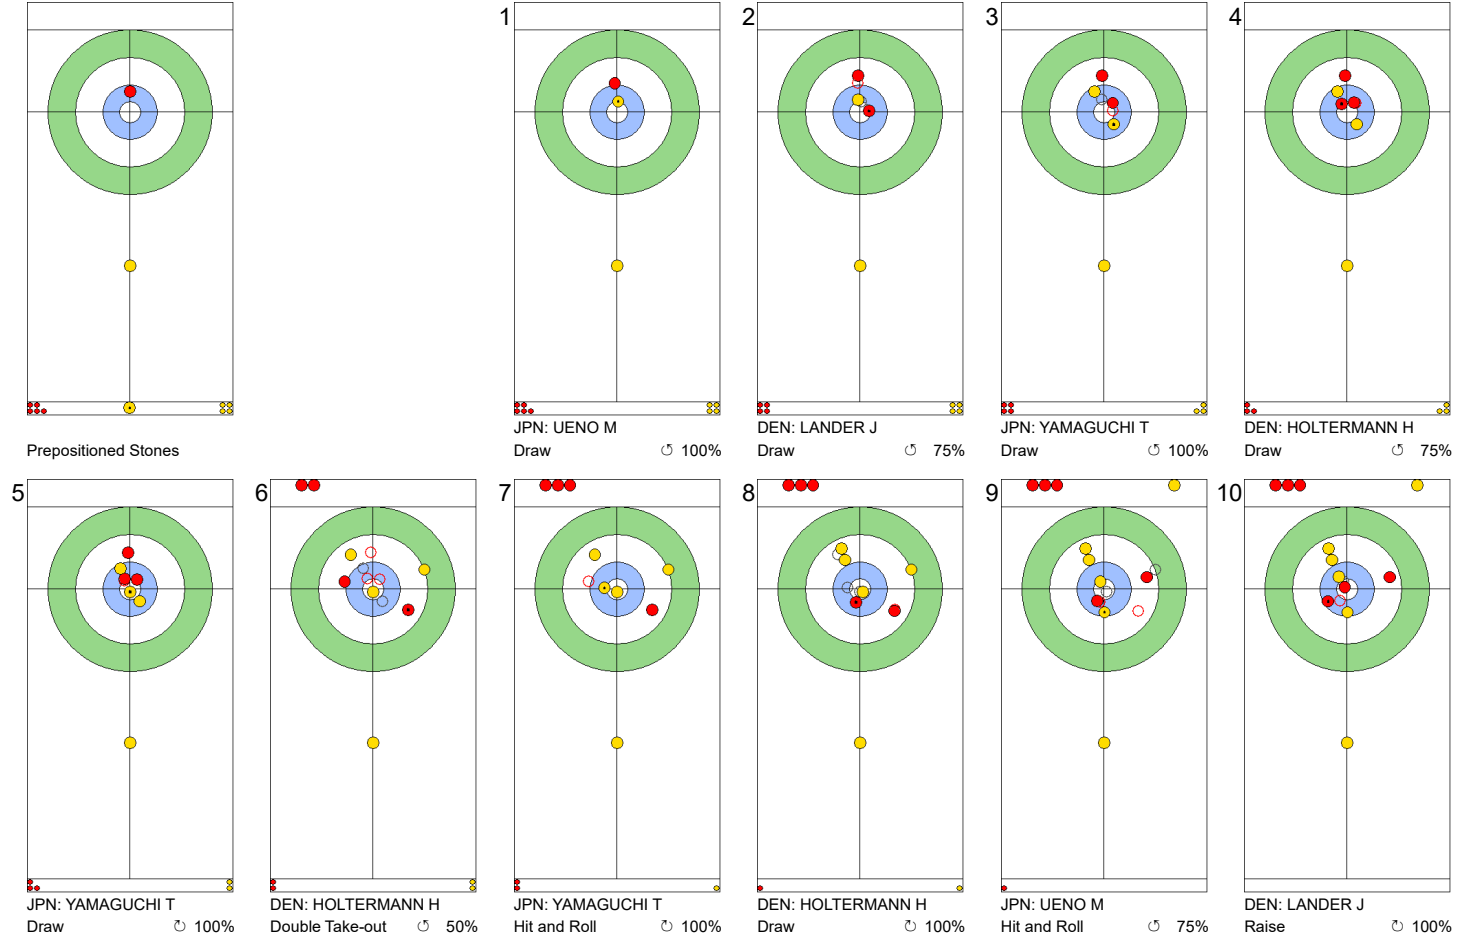 1
2
3
4
Prepositioned Stones
JPN: UENO M
Draw 100%
DEN: LANDER J
Draw 75%
JPN: YAMAGUCHI T
Draw 100%
DEN: HOLTERMANN H
Draw 75%
5
6
7
8
9
10
JPN: YAMAGUCHI T
Draw 100%
DEN: HOLTERMANN H
Double Take-out 50%
JPN: YAMAGUCHI T
Hit and Roll 100%
DEN: HOLTERMANN H
Draw 100%
JPN: UENO M
Hit and Roll 75%
DEN: LANDER J
Raise 100%